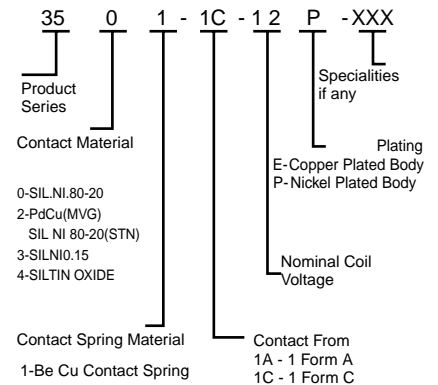 35 0 1 - 1C - 1 2 P - XXX
Product
Series
Specialities
if any
Contact Material
Plating
E-Copper Plated Body
P-Nickel Plated Body
0-SIL.NI.80-20
2-PdCu(MVG)
SIL NI 80-20(STN)
3-SILNI0.15
4-SILTIN OXIDE
Nominal Coil
Voltage
Contact Spring Material
1-Be Cu Contact Spring
Contact From
1A - 1 Form A
1C - 1 Form C